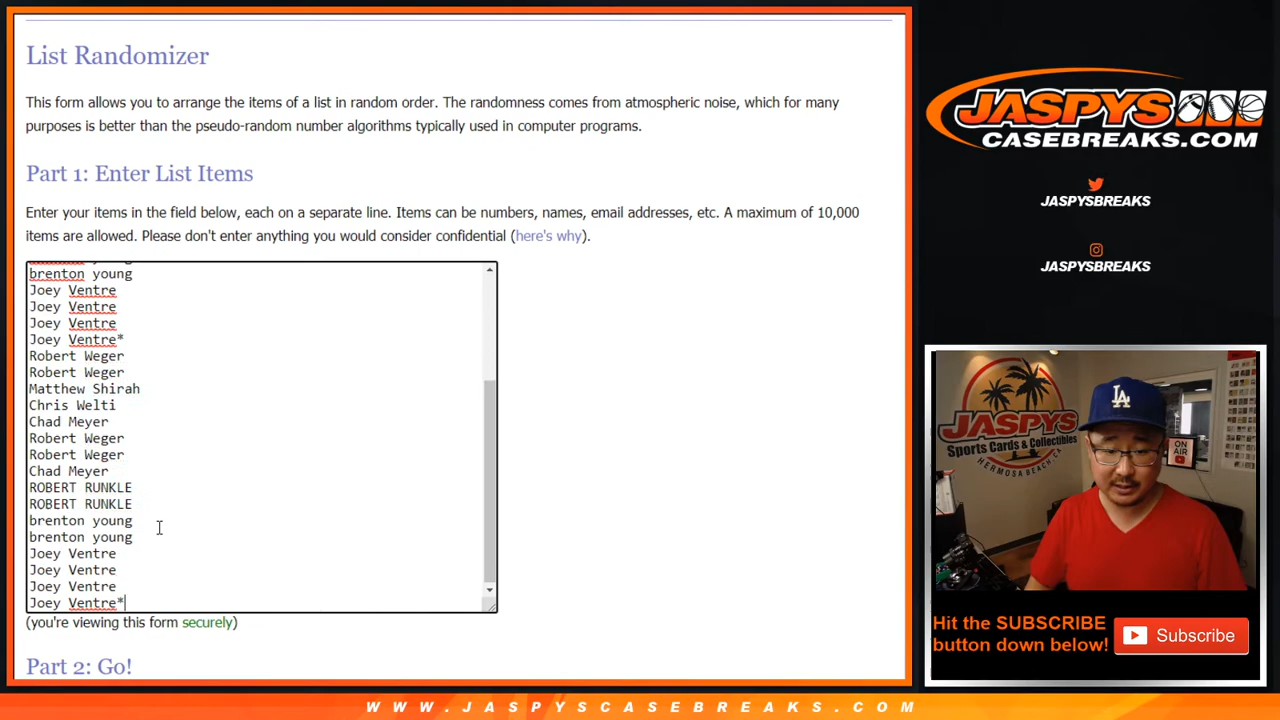 List Randomizer
This form allows you to arrange the items of a list in random order. The randomness comes from atmospheric noise, which for many
purposes is better than the pseudo-random number algorithms typically used in computer programs.
Part 1: Enter List Items
Enter your items in the field below, each on a separate line. Items can be numbers, names, email addresses, etc. A maximum of 10,000
items are allowed. Please don't enter anything you would consider confidential (here's why).
brenton young
Joey Ventre
Joey Ventre
Joey Ventre
Joey Ventre*
Robert Weger
Robert Weger
Matthew Shirah
Chris Welti
Chad Meyer
Robert Weger
Robert Weger
Chad Meyer
ROBERT RUNKLE
ROBERT RUNKLE
brenton young
brenton young
Joey Ventre
Joey Ventre
Joey Ventre
Joey Ventre*
(you're viewing this form securely)
Part 2: Go!
JASPYS
CASEBREAKS.COM
JASPYSBREAKS
JASPYSBREAKS
JASPYS
Sports Cards & Collectibles
HERMOSA BEACH, CA
LA
ON AIR
Hit the SUBSCRIBE
button down below!
Subscribe
WWW.JASPYSCASEBREAKS.COM